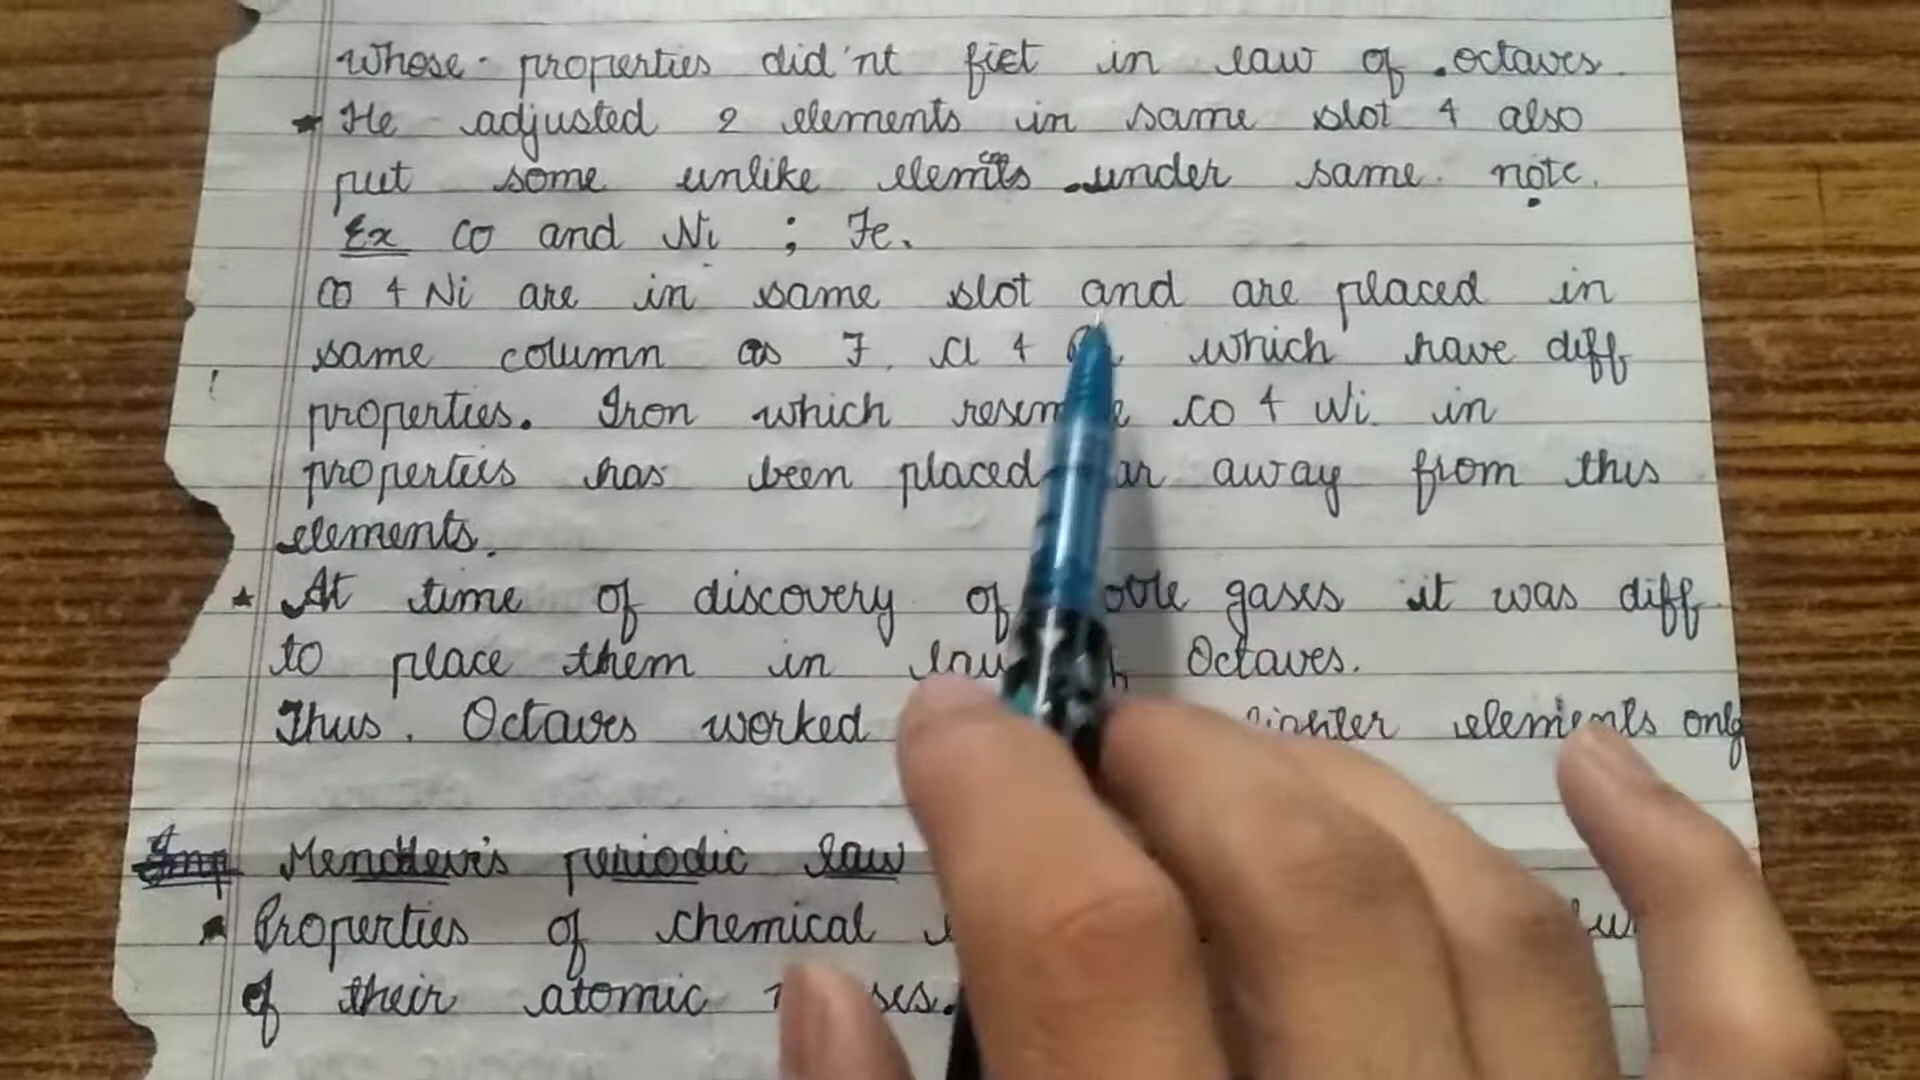 whose properties did'nt fiet in law of octaves.
He adjusted 2 elements in same slot & also
put some unlike elements under same note.
Ex CO and Ni ; Fe.
CO & Ni are in same slot and are placed in
same column as F, Cl & which have diff
properties. Iron which CO & Ni in
properties has been placed away from this
elements.
At time of discovery of gases it was diff
to place them in Octaves.
Thus. Octaves worked elements only
Imp Mendlevi's periodic law
Properties of chemical
of their atomic